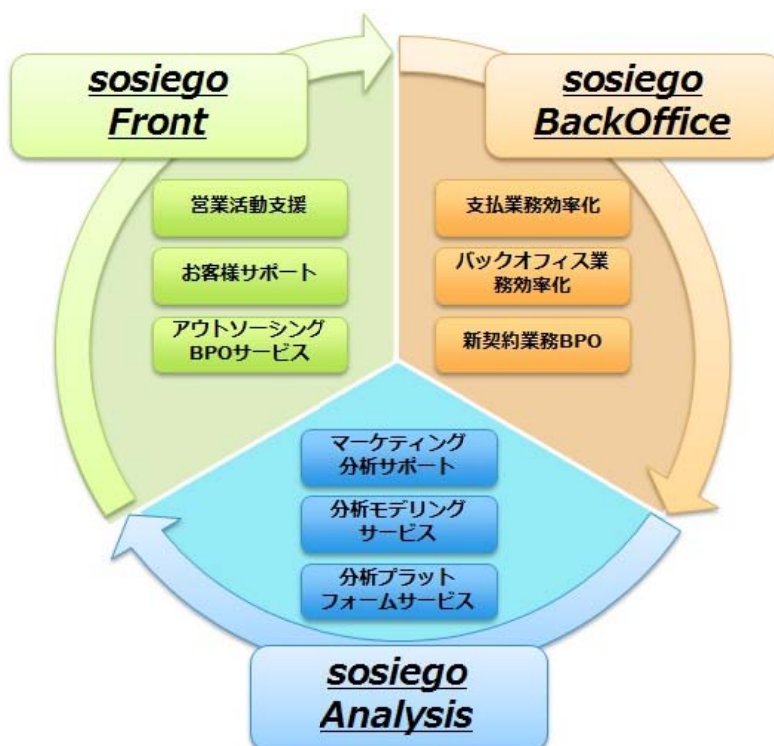 sosiego
Front
営業活動支援
お客様サポート
アウトソーシング
BPOサービス
sosiego
BackOffice
支払業務効率化
バックオフィス業
務効率化
新契約業務BPO
マーケティング
分析サポート
分析モデリング
サービス
分析プラット
フォームサービス
sosiego
Analysis